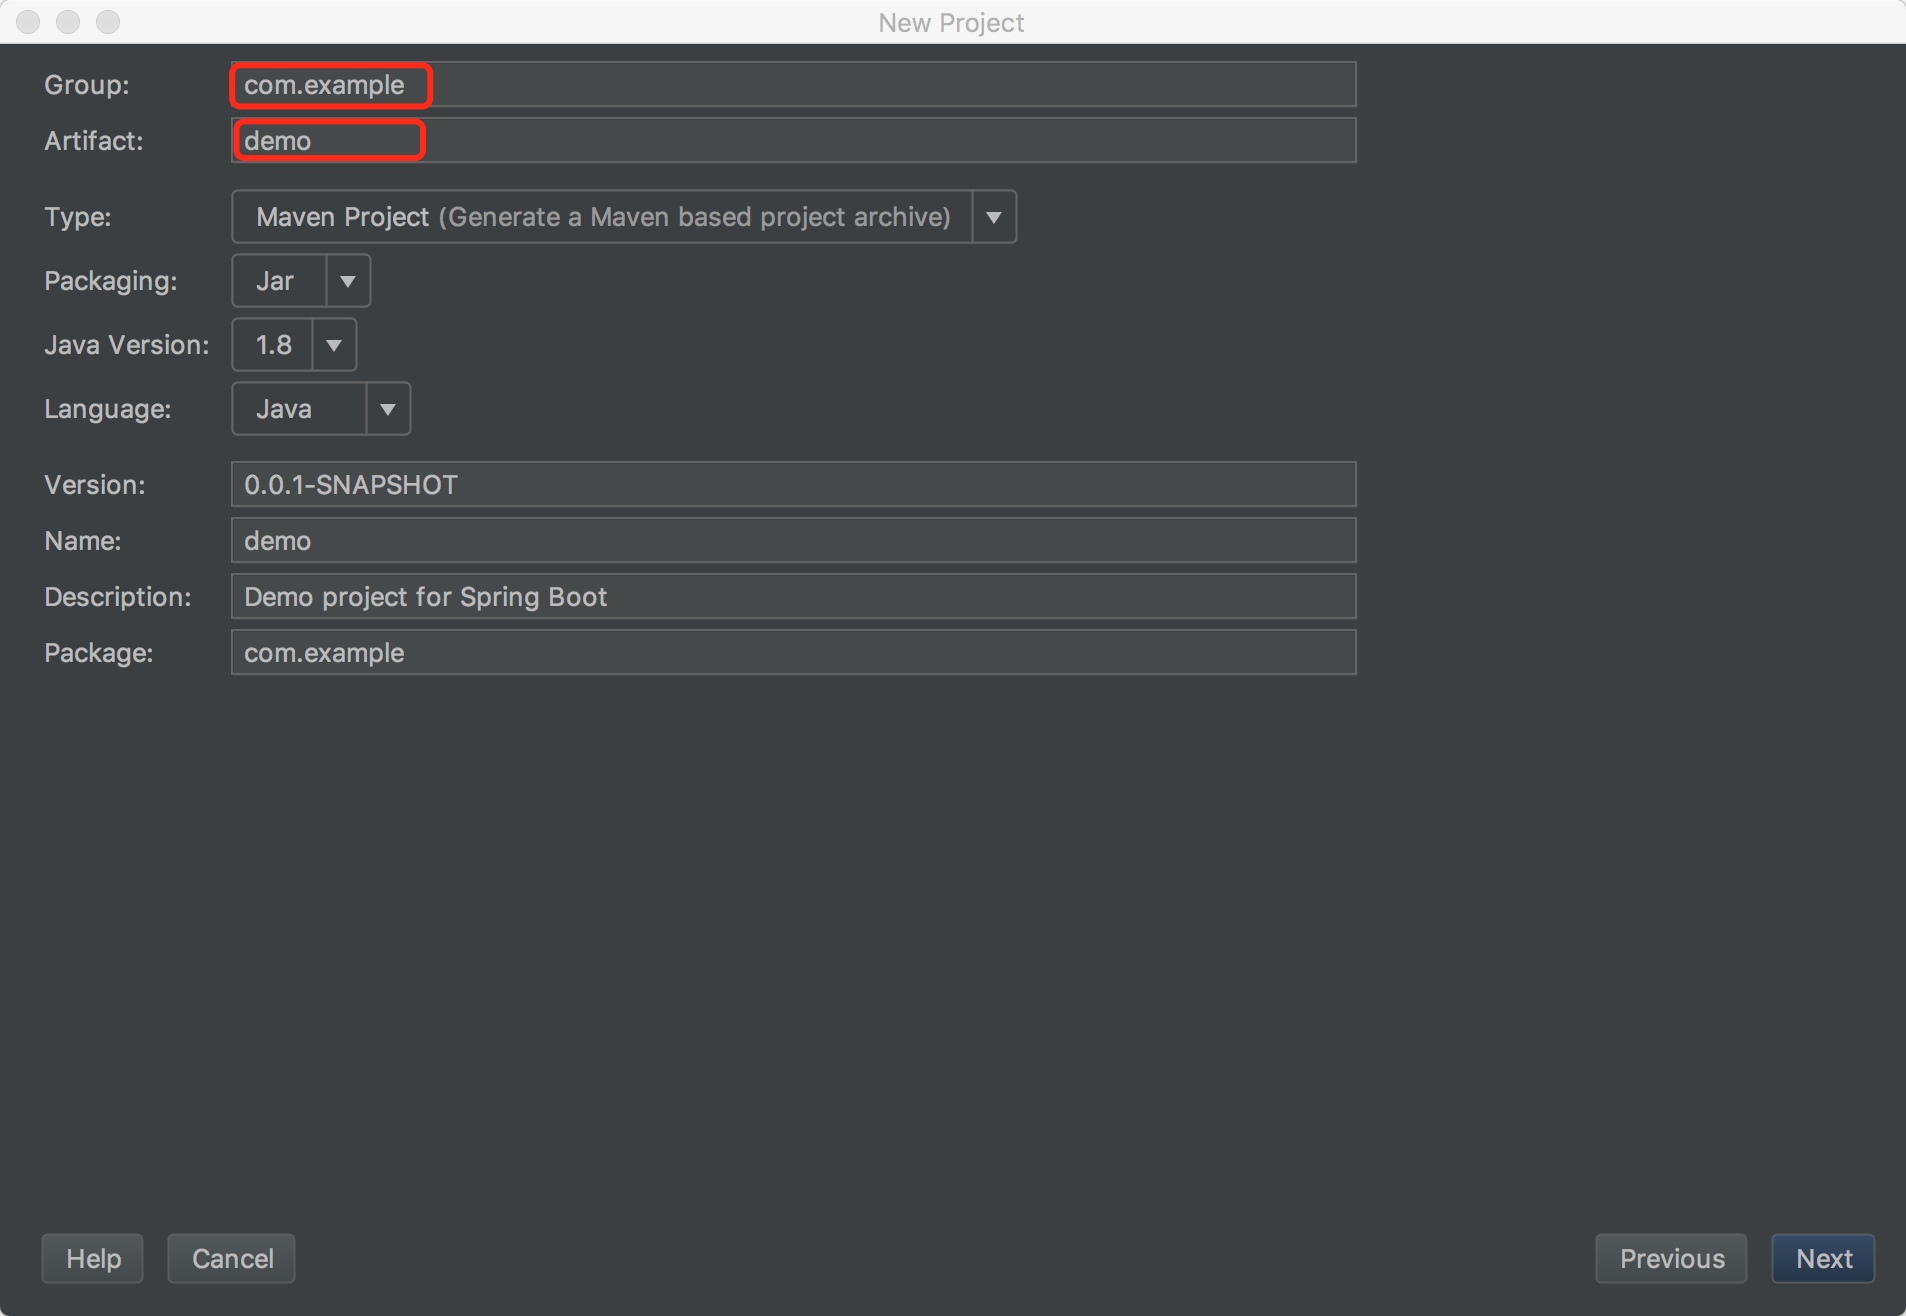 New Project
Group: com.example
Artifact: demo
Type: Maven Project (Generate a Maven based project archive)
Packaging: Jar
Java Version: 1.8
Language: Java
Version: 0.0.1-SNAPSHOT
Name: demo
Description: Demo project for Spring Boot
Package: com.example
Help Cancel Previous Next